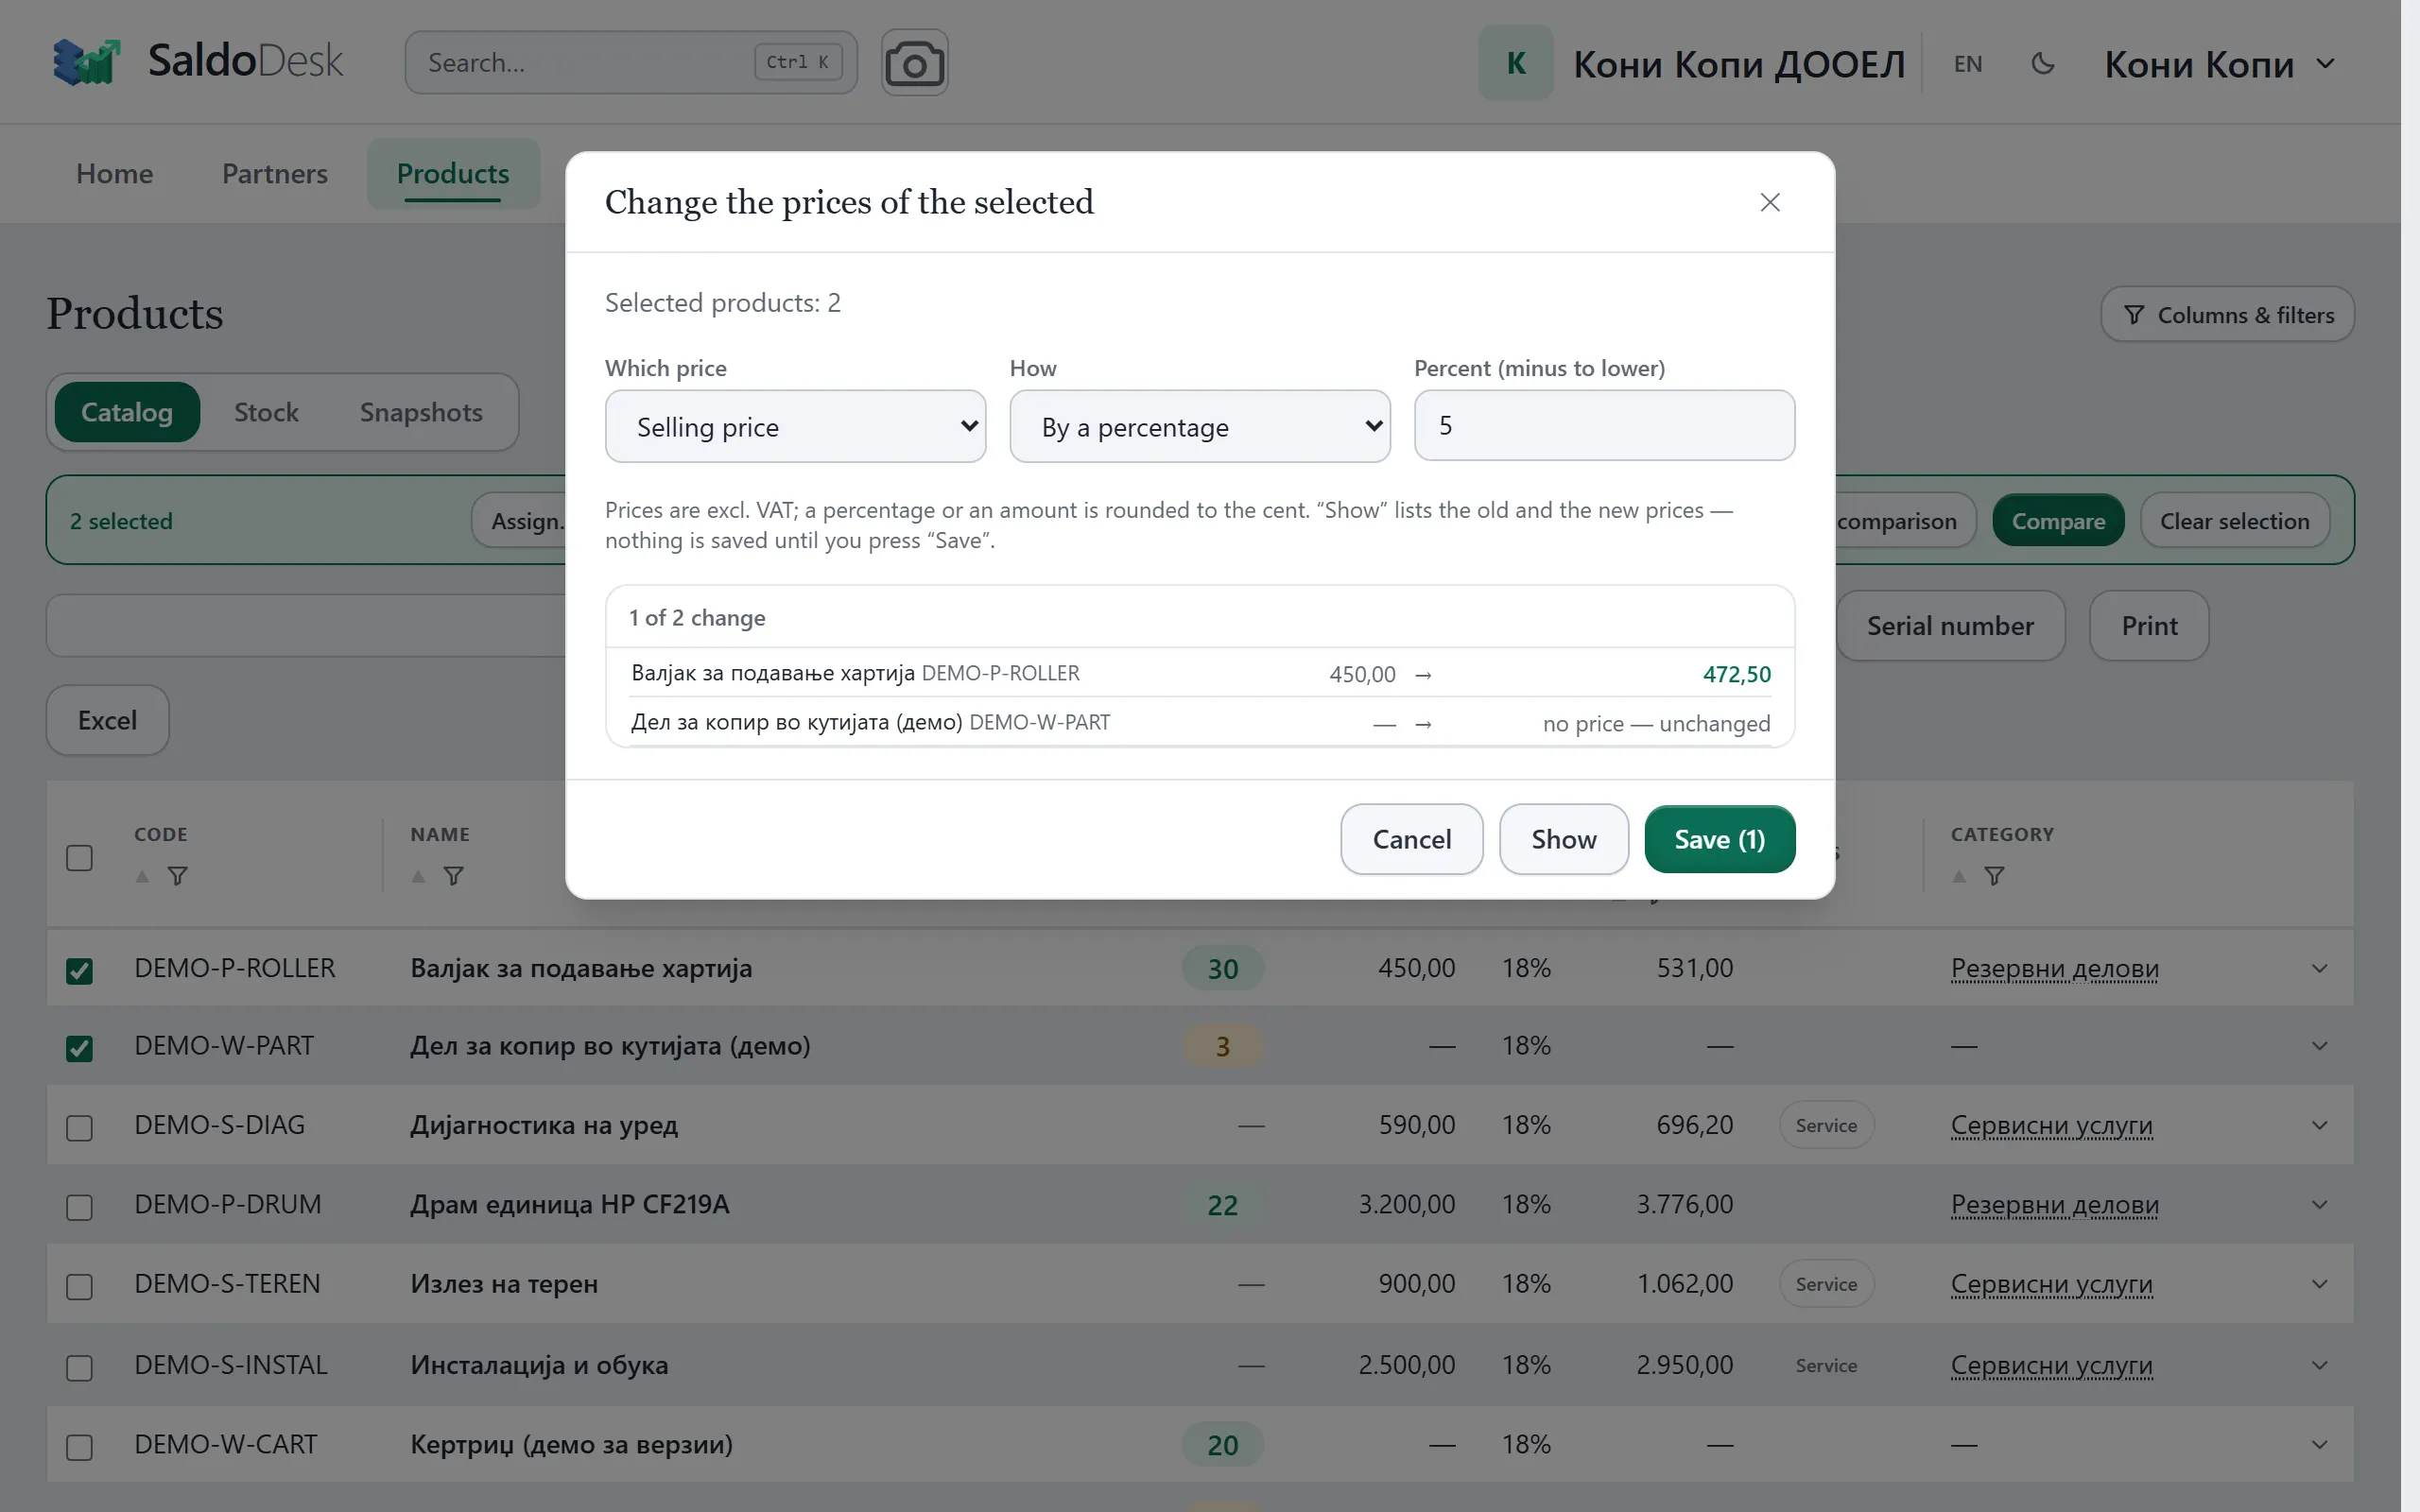 SaldoDesk
Search...
Ctrl K
K
Кони Копи ДООЕЛ
EN
Кони Копи
Home
Partners
Products
Change the prices of the selected
Products
Columns & filters
Selected products: 2
Which price
How
Percent (minus to lower)
Selling price
By a percentage
5
Catalog
Stock
Snapshots
2 selected
Assign.
comparison
Compare
Clear selection
Prices are excl. VAT; a percentage or an amount is rounded to the cent. “Show” lists the old and the new prices —
nothing is saved until you press “Save”.
1 of 2 change
Serial number
Print
Валјак за подавање хартија DEMO-P-ROLLER 450,00 → 472,50
Дел за копир во кутијата (демо) DEMO-W-PART — → no price — unchanged
Excel
Cancel
Show
Save (1)
CODE
NAME
CATEGORY
DEMO-P-ROLLER Валјак за подавање хартија 30 450,00 18% 531,00 Резервни делови
DEMO-W-PART Дел за копир во кутијата (демо) 3 — 18% — —
DEMO-S-DIAG Дијагностика на уред — 590,00 18% 696,20 Service Сервисни услуги
DEMO-P-DRUM Драм единица HP CF219A 22 3.200,00 18% 3.776,00 Резервни делови
DEMO-S-TEREN Излез на терен — 900,00 18% 1.062,00 Service Сервисни услуги
DEMO-S-INSTAL Инсталација и обука — 2.500,00 18% 2.950,00 Service Сервисни услуги
DEMO-W-CART Кертриџ (демо за верзии) 20 — 18% — —